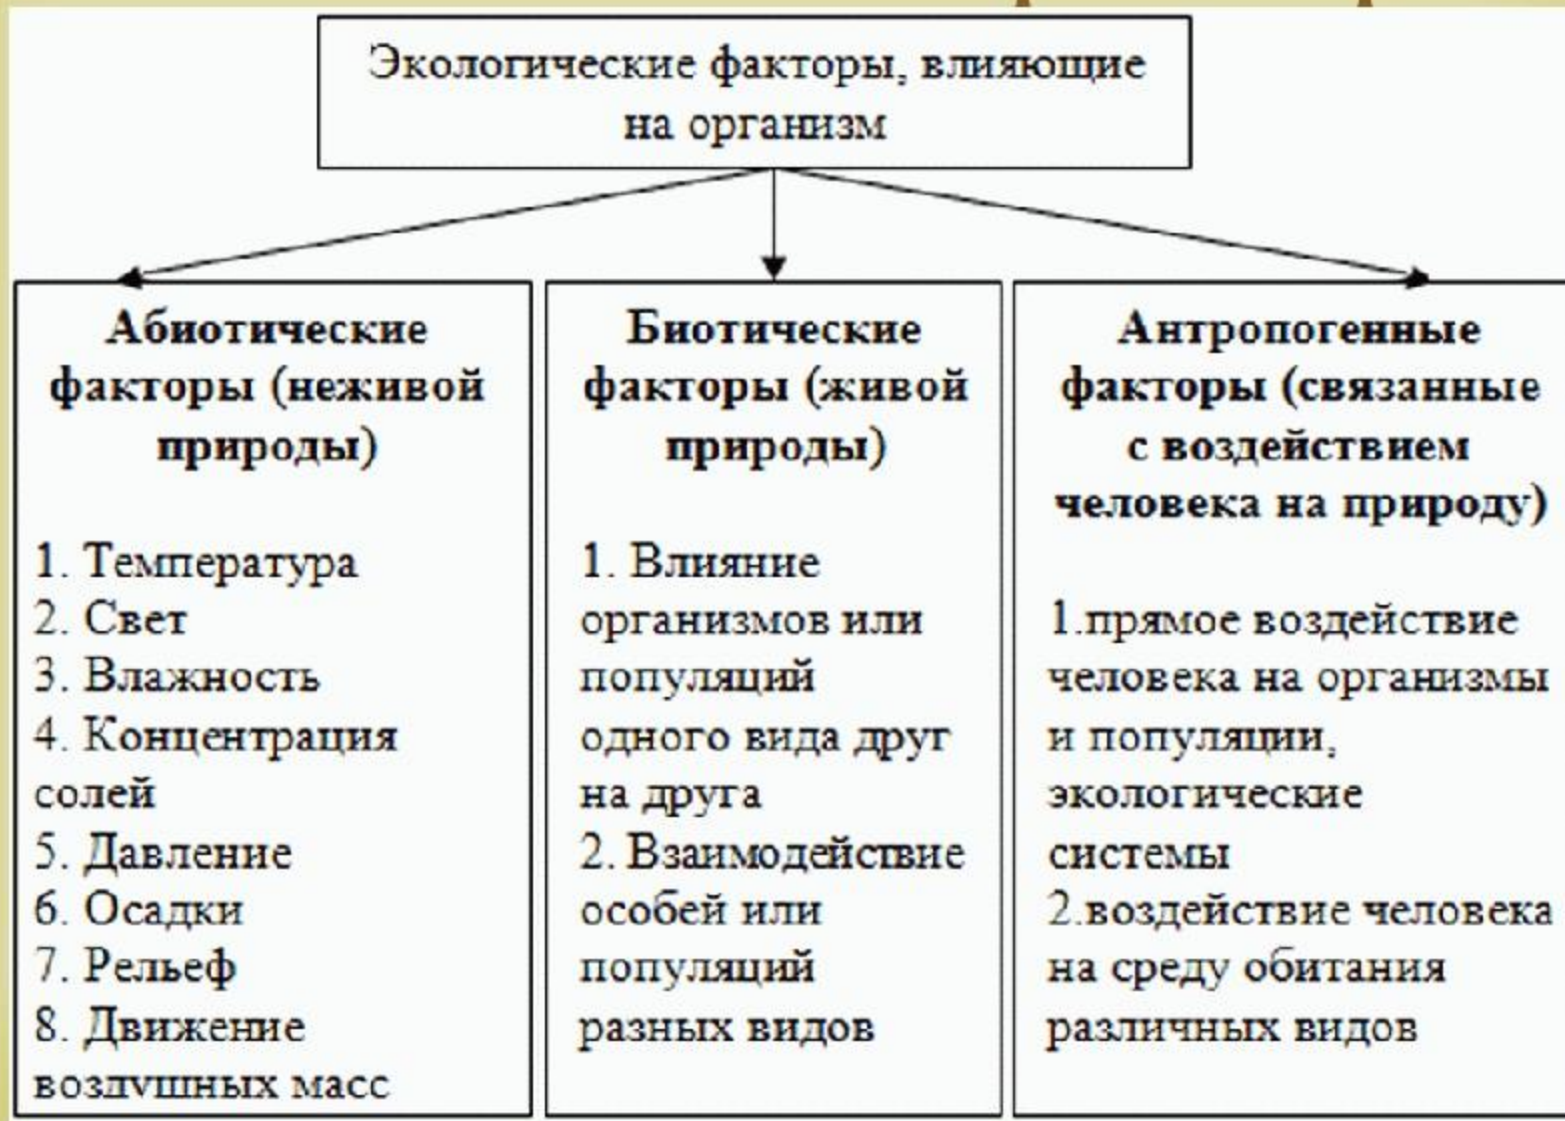 Экологические факторы, влияющие
на организм
Абиотические
факторы (неживой
природы)
1. Температура
2. Свет
3. Влажность
4. Концентрация
солей
5. Давление
6. Осадки
7. Рельеф
8. Движение
воздушных масс
Биотические
факторы (живой
природы)
1. Влияние
организмов или
популяций
одного вида друг
на друга
2. Взаимодействие
особей или
популяций
разных видов
Антропогенные
факторы (связанные
с воздействием
человека на природу)
1.прямое воздействие
человека на организмы
и популяции,
экологические
системы
2.воздействие человека
на среду обитания
различных видов